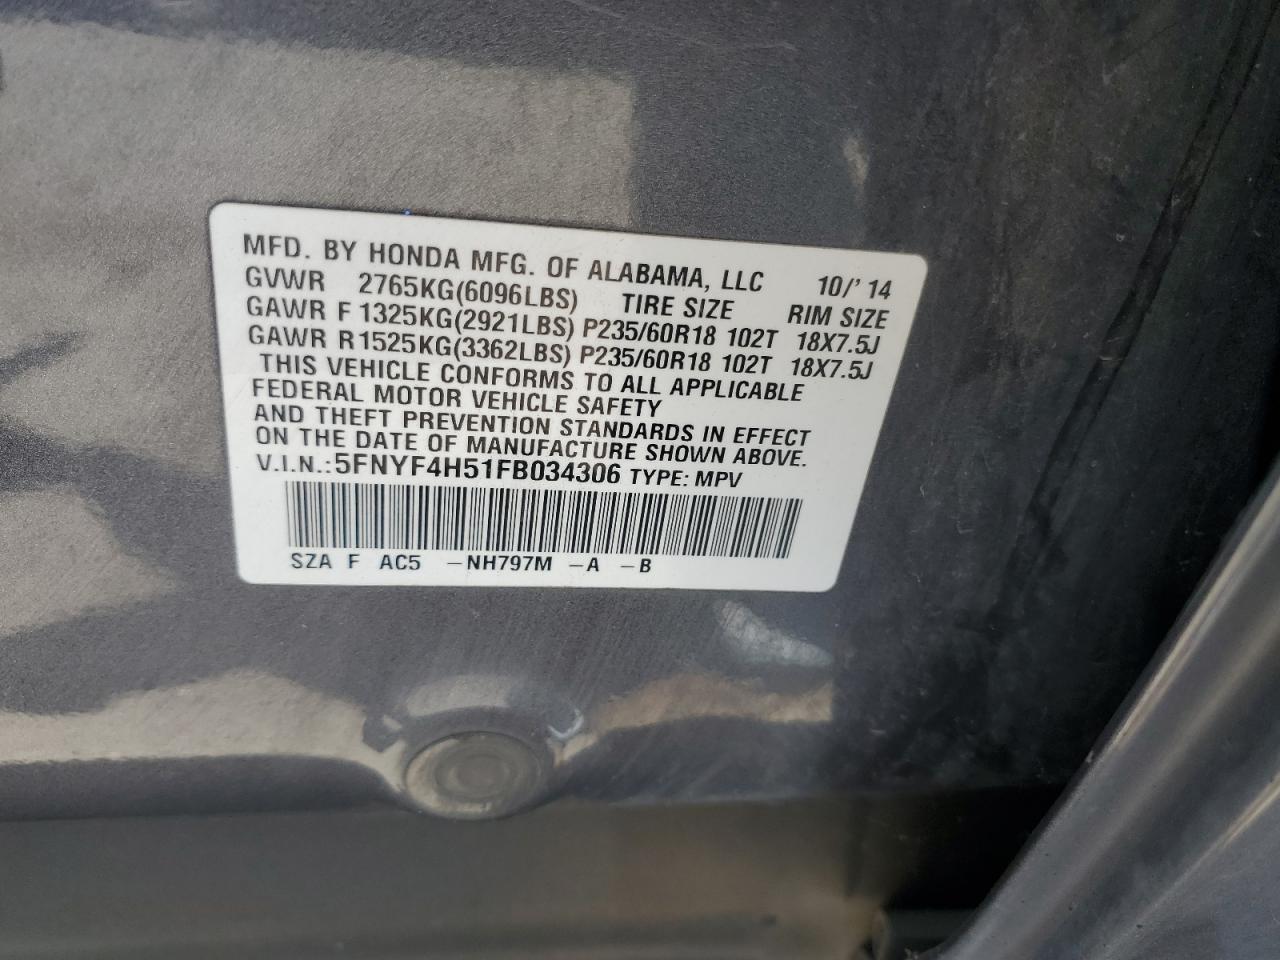 MFD. BY HONDA MFG. OF ALABAMA, LLC 10/' 14
GVWR 2765KG(6096LBS) TIRE SIZE RIM SIZE
GAWR F 1325KG(2921LBS) P235/60R18 102T 18X7.5J
GAWR R1525KG(3362LBS) P235/60R18 102T 18X7.5J
THIS VEHICLE CONFORMS TO ALL APPLICABLE
FEDERAL MOTOR VEHICLE SAFETY
AND THEFT PREVENTION STANDARDS IN EFFECT
ON THE DATE OF MANUFACTURE SHOWN ABOVE.
V.I.N.:5FNYF4H51FB034306 TYPE: MPV
SZA F AC5 -NH797M -A -B